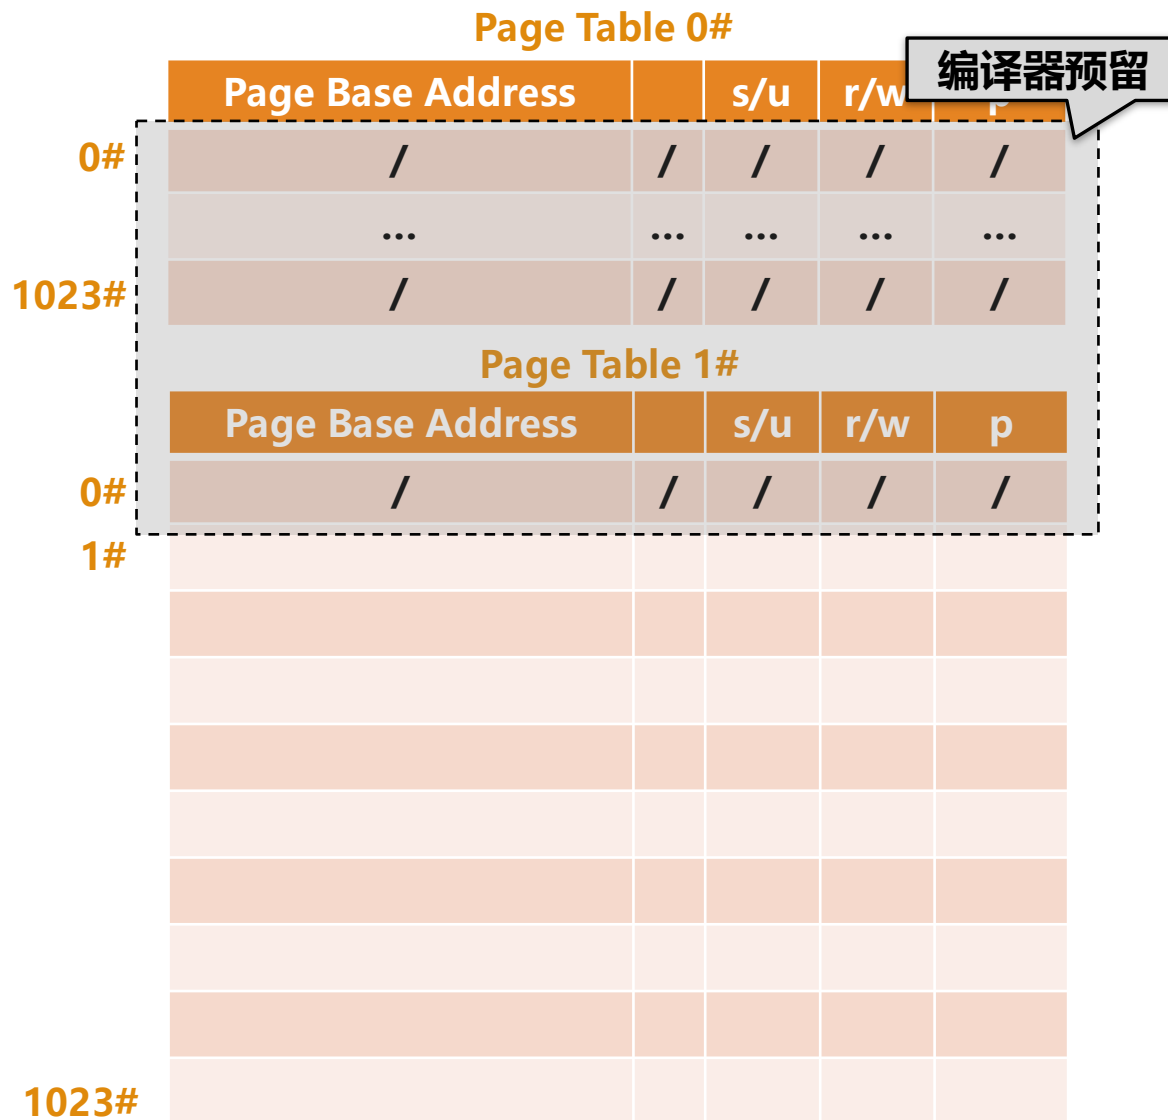 Page Table 0#
编译器预留
Page Base Address s/u r/w p
0# / / / / /
... ... ... ... ...
1023# / / / / /
Page Table 1#
Page Base Address s/u r/w p
0# / / / / /
1#
1023#